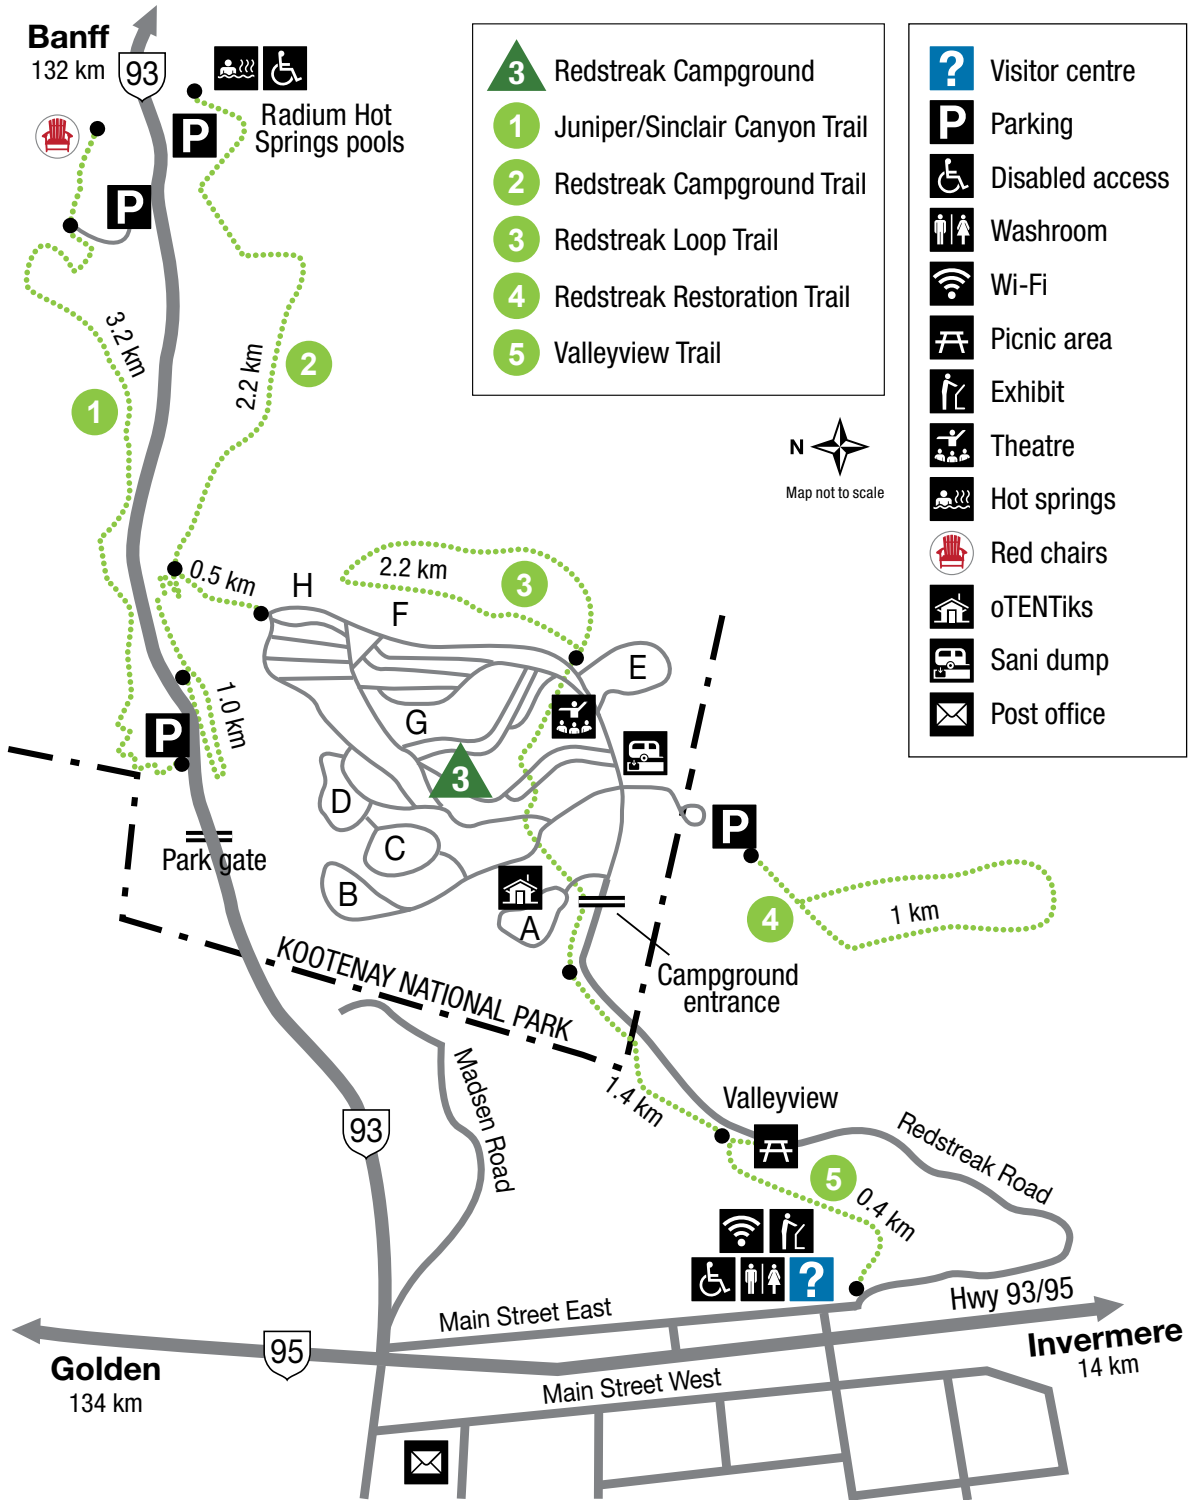 Banff
132 km
93
Radium Hot
Springs pools
P
P
3 Redstreak Campground
1 Juniper/Sinclair Canyon Trail
2 Redstreak Campground Trail
3 Redstreak Loop Trail
4 Redstreak Restoration Trail
5 Valleyview Trail
? Visitor centre
P Parking
Disabled access
Washroom
Wi-Fi
Picnic area
Exhibit
Theatre
Hot springs
Red chairs
oTENTiks
Sani dump
Post office
N
Map not to scale
3.2 km
2.2 km
2
1
0.5 km
H
F
2.2 km
3
E
1.0 km
G
P
3
D
C
B
A
P
Park gate
4
1 km
Campground
entrance
KOOTENAY NATIONAL PARK
Madsen Road
1.4 km
Valleyview
93
Redstreak Road
5
0.4 km
?
Main Street East
Hwy 93/95
95
Golden
134 km
Invermere
14 km
Main Street West